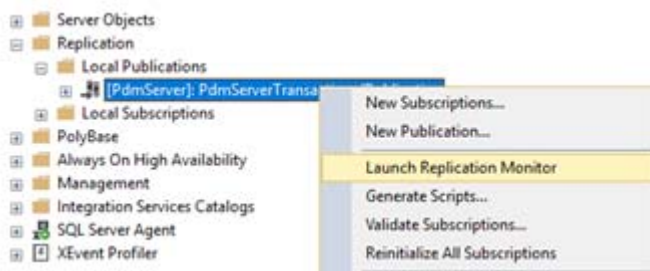 Server Objects
Replication
Local Publications
[PdmServer]: PdmServerTransac
Local Subscriptions
PolyBase
Always On High Availability
Management
Integration Services Catalogs
SQL Server Agent
XEvent Profiler
New Subscriptions...
New Publication...
Launch Replication Monitor
Generate Scripts...
Validate Subscriptions...
Reinitialize All Subscriptions